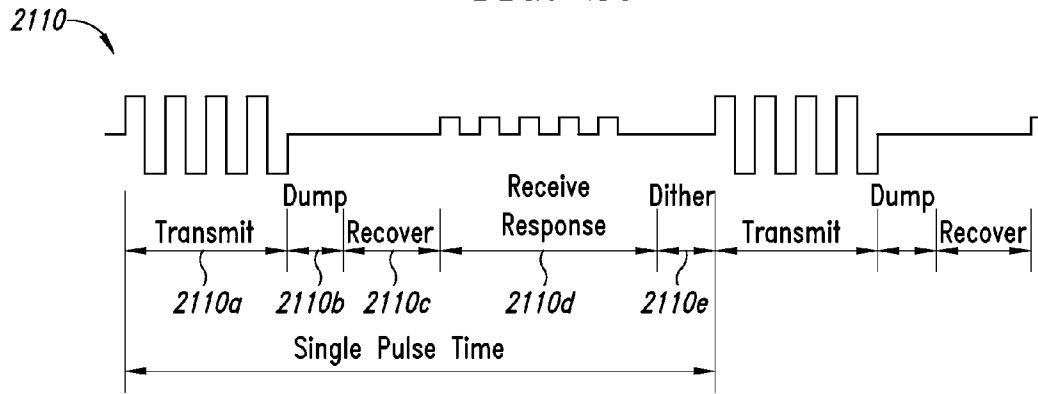 2110
Dump
Receive
Response
Dither
Dump
Transmit
Recover
Transmit
Recover
2110a
2110b
2110c
2110d
2110e
Single Pulse Time